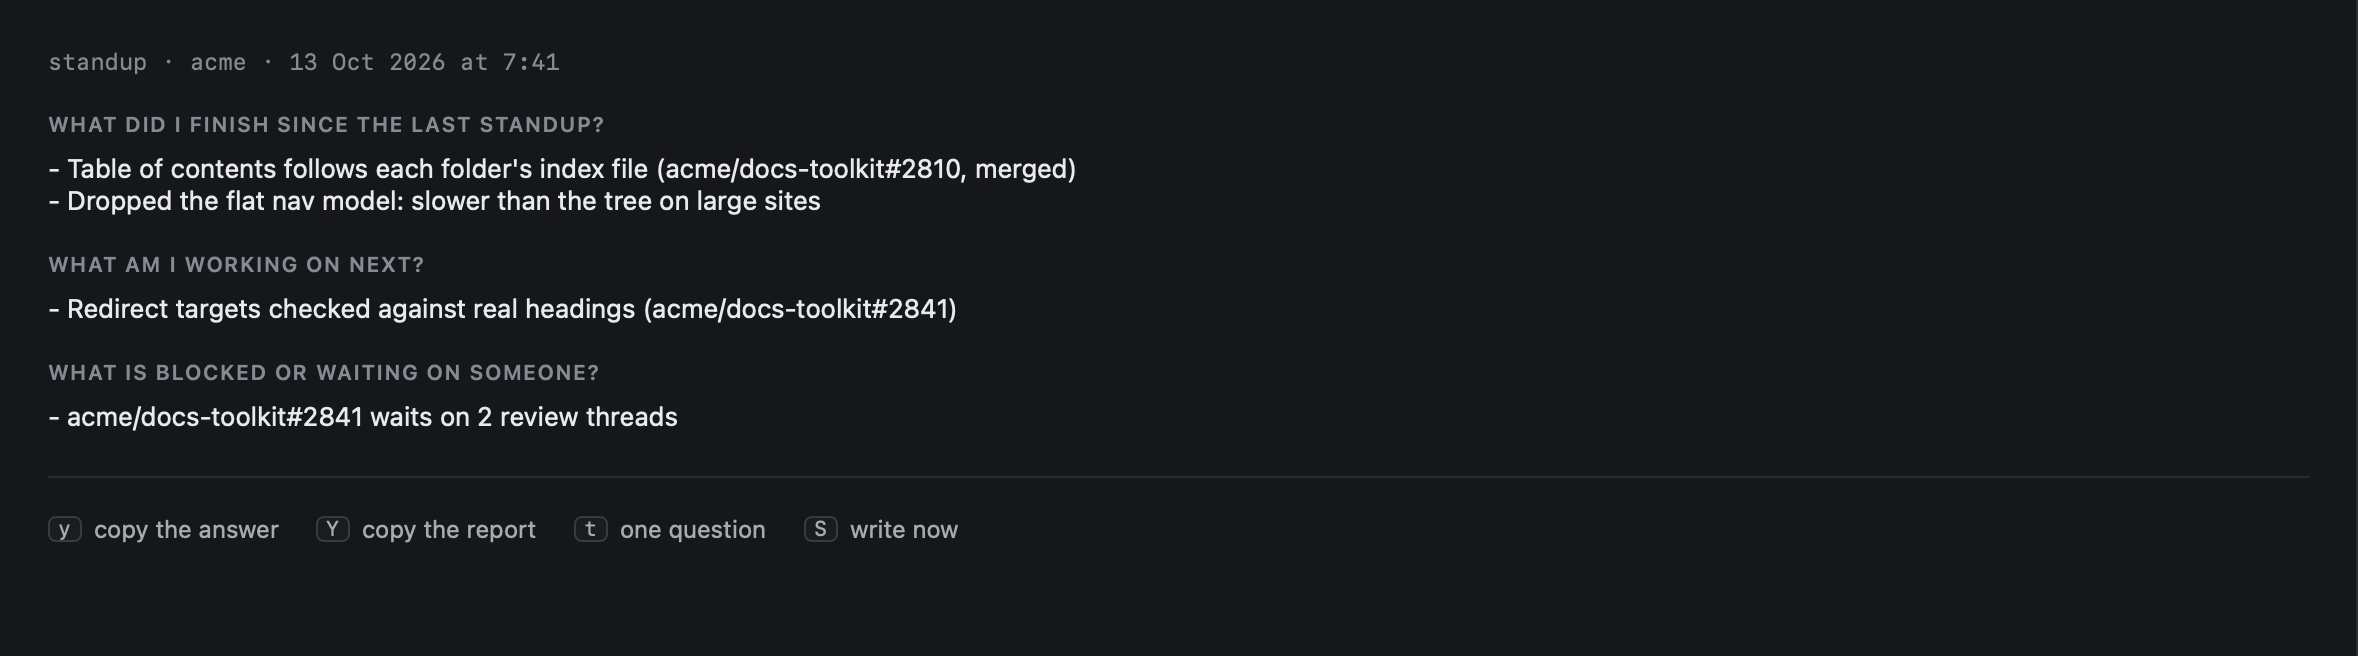 standup · acme · 13 Oct 2026 at 7:41
WHAT DID I FINISH SINCE THE LAST STANDUP?
- Table of contents follows each folder's index file (acme/docs-toolkit#2810, merged)
- Dropped the flat nav model: slower than the tree on large sites
WHAT AM I WORKING ON NEXT?
- Redirect targets checked against real headings (acme/docs-toolkit#2841)
WHAT IS BLOCKED OR WAITING ON SOMEONE?
- acme/docs-toolkit#2841 waits on 2 review threads
y copy the answer Y copy the report t one question S write now